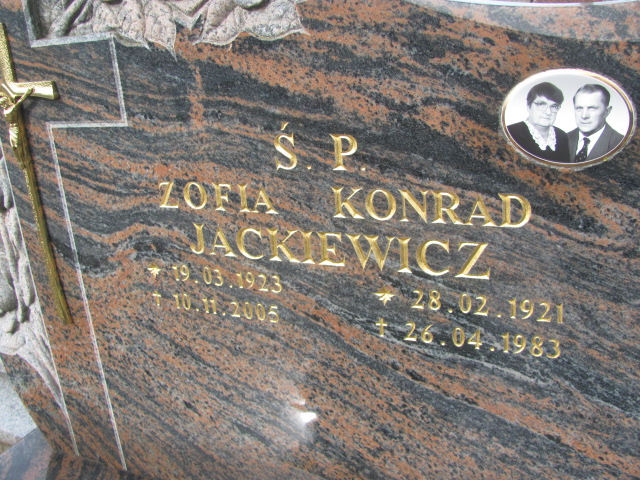 Ś. P.
ZOFIA KONRAD
JACKIEWICZ
* 19.03.1923 * 28.02.1921
† 10.11.2005 † 26.04.1983